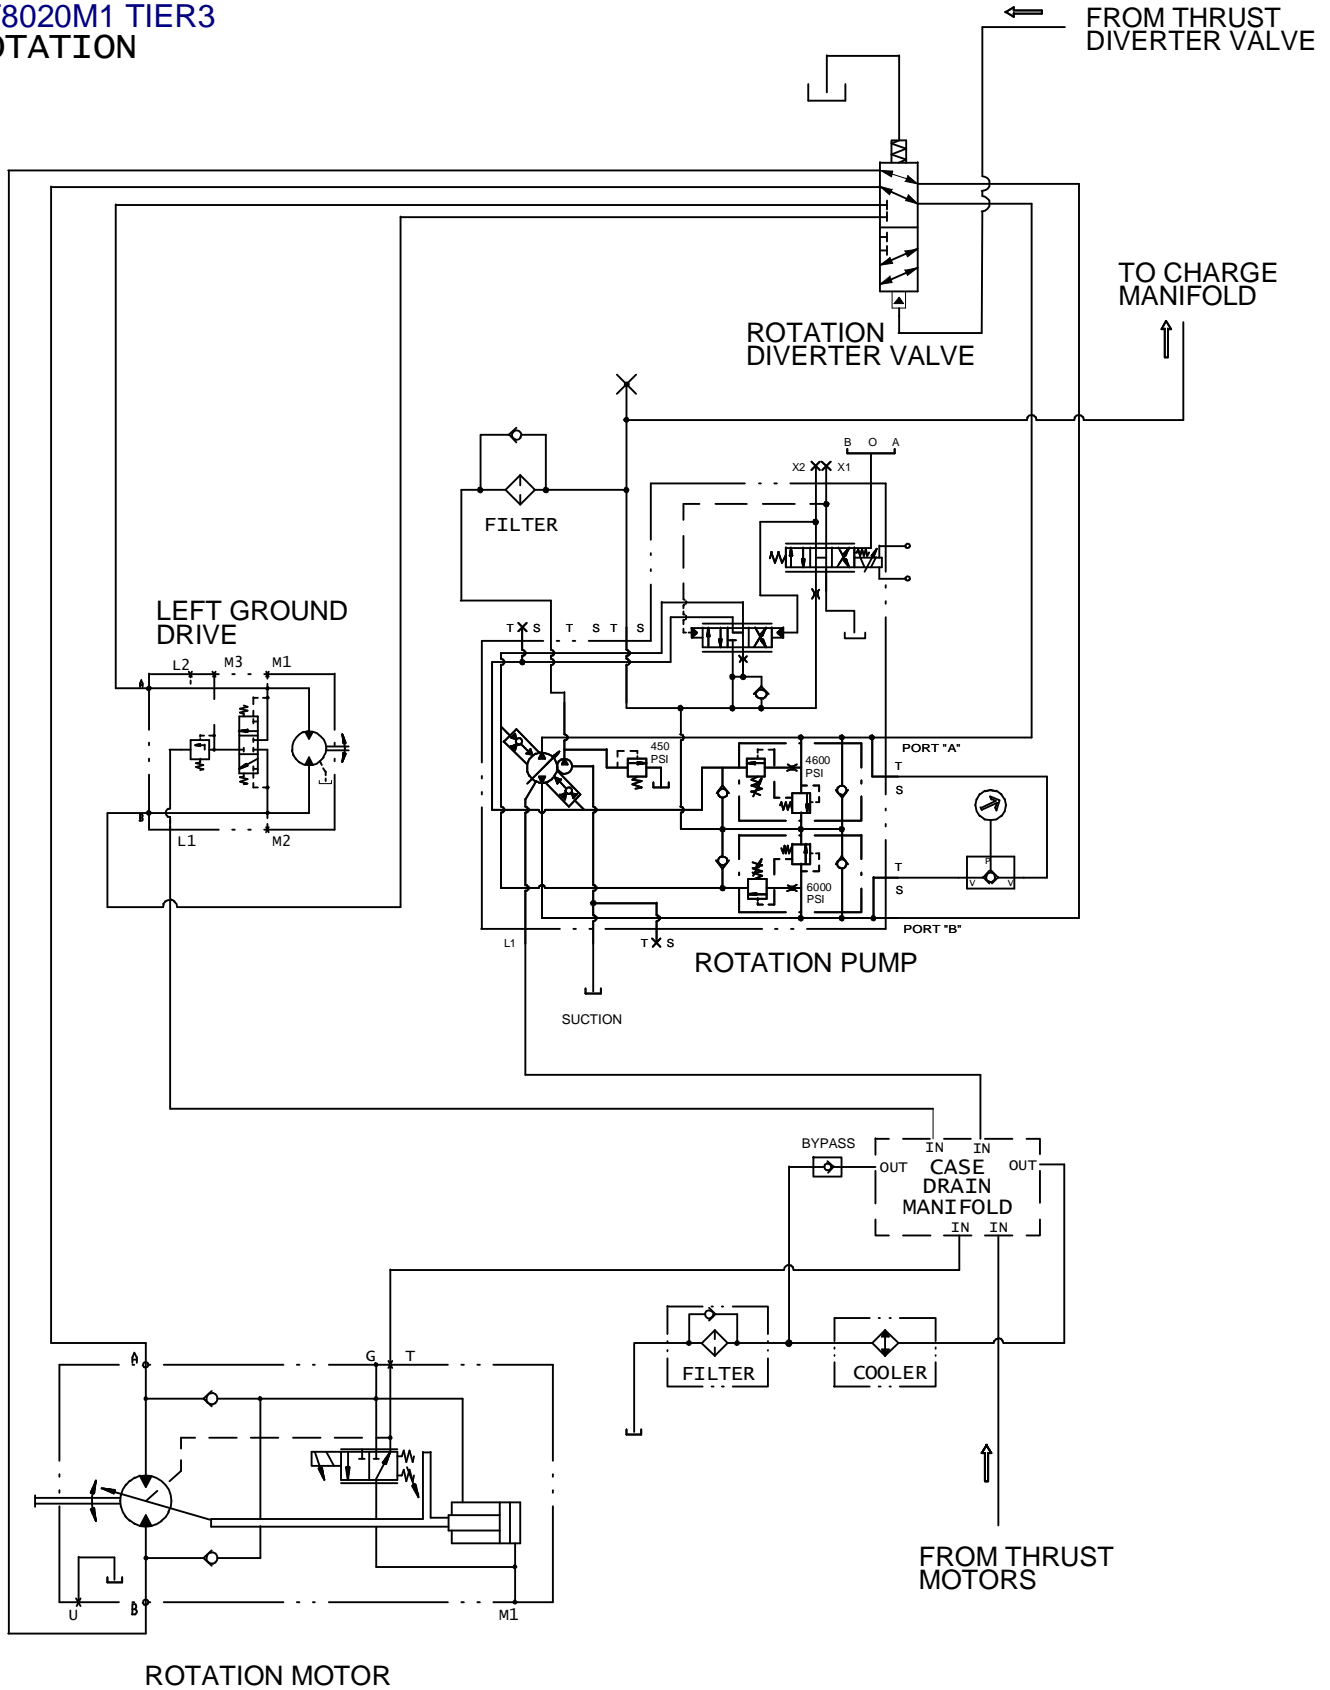 8020M1 TIER3
OTATION
FROM THRUST
DIVERTER VALVE
TO CHARGE
MANIFOLD
ROTATION
DIVERTER VALVE
B O A
X2 X1
FILTER
LEFT GROUND
DRIVE
T S T S T S
L2 M3 M1
A
450
PSI
4600
PSI
PORT "A"
T
S
B
L1 M2
P
V V
T
S
6000
PSI
PORT "B"
L1
T S
ROTATION PUMP
SUCTION
BYPASS
IN IN
OUT CASE OUT
DRAIN
MANIFOLD
IN IN
FILTER
COOLER
A
G T
FROM THRUST
MOTORS
U
B
M1
ROTATION MOTOR